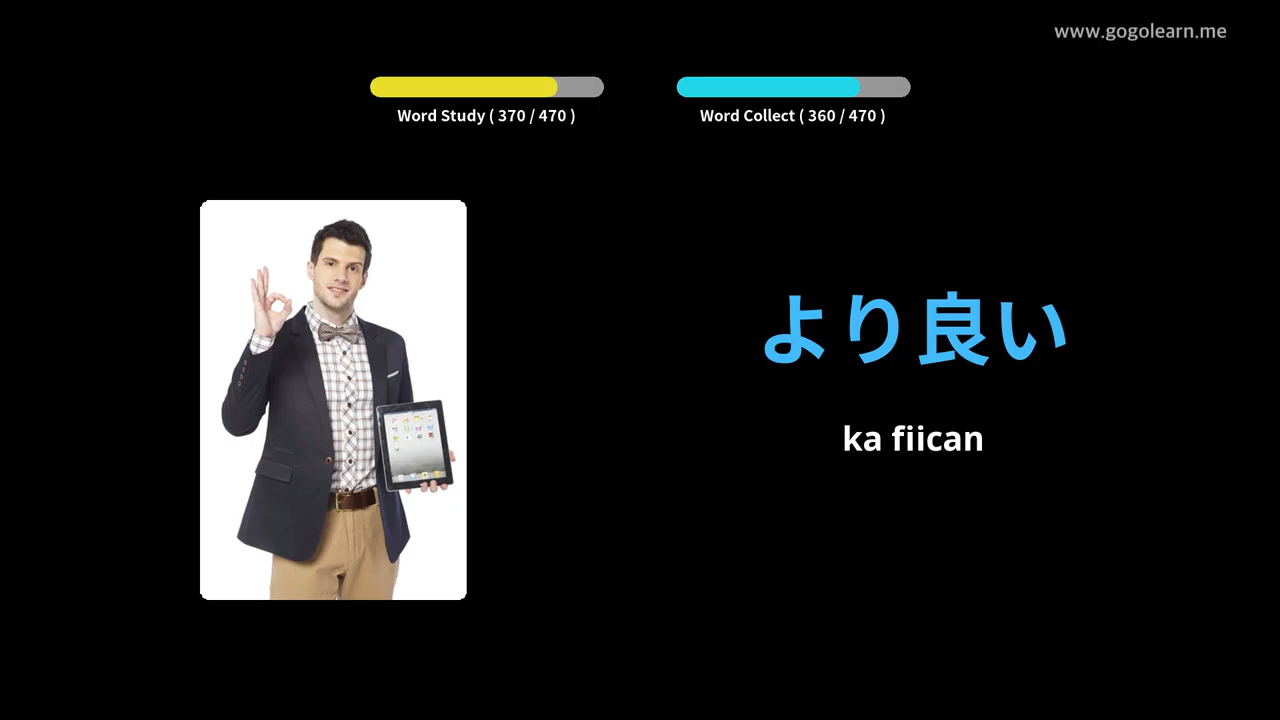 www.gogolearn.me
Word Study ( 370 / 470 )
Word Collect ( 360 / 470 )
より良い
ka fiican